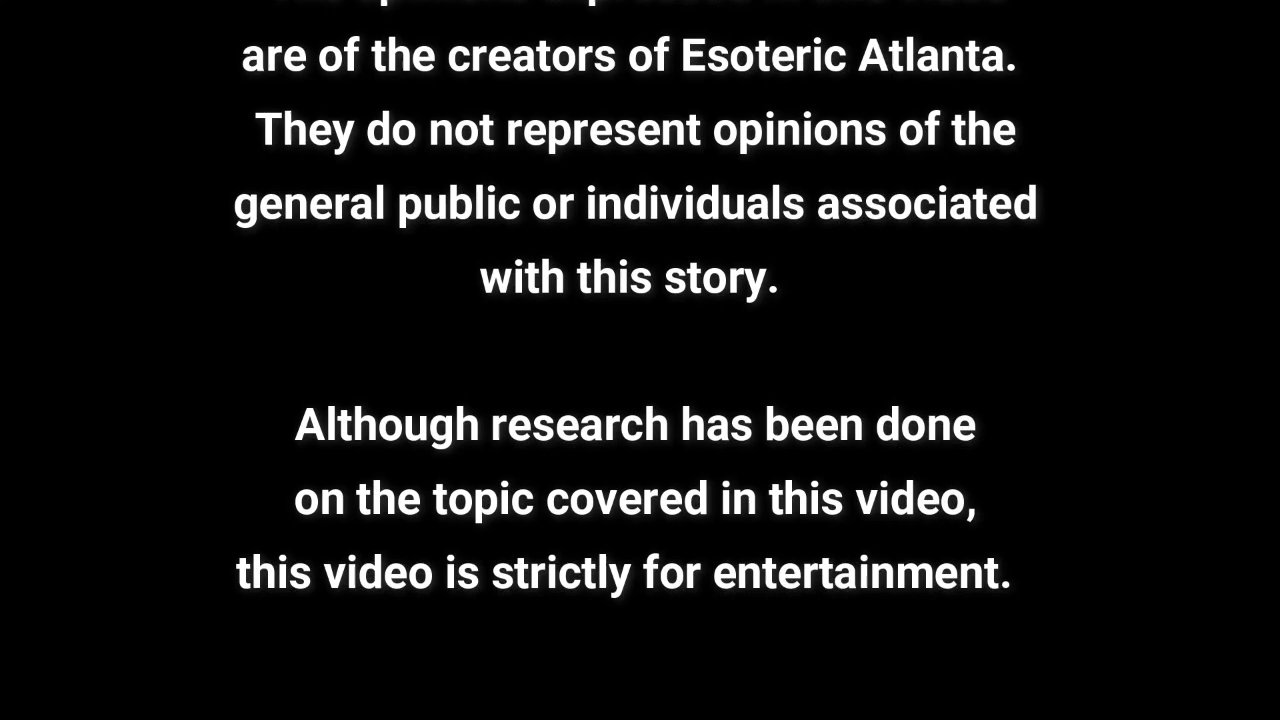 are of the creators of Esoteric Atlanta.
They do not represent opinions of the
general public or individuals associated
with this story.
Although research has been done
on the topic covered in this video,
this video is strictly for entertainment.